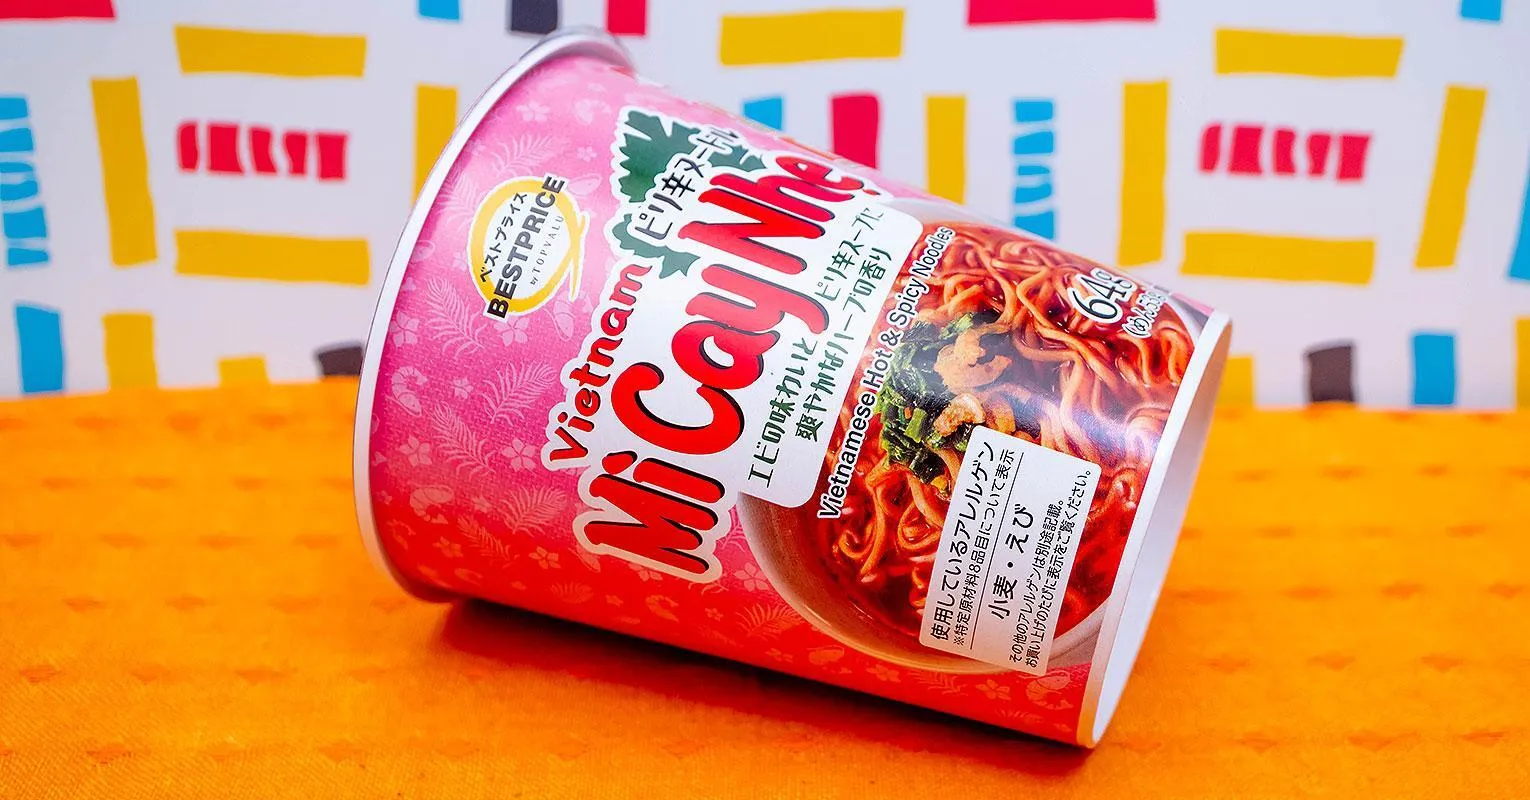 ベストプライス
BESTPRICE
by TOPVALU
ピリ辛ヌードル
Vietnam
Mi Cay Nhe!
エビの味わいと
ピリ辛スープに
爽やかなハーブの香り
Vietnamese Hot & Spicy Noodles
64g
使用しているアレルゲン
※特定原材料8品目について表示
小麦・えび
その他のアレルゲンは別途記載。
お買い上げのたびに表示をご覧ください。